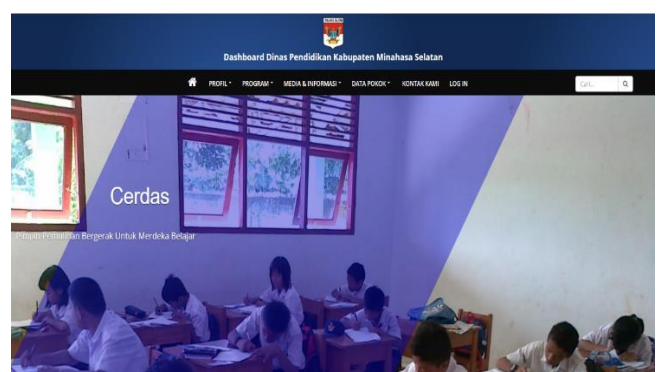 Dashboard Dinas Pendidikan Kabupaten Minahasa Selatan
PROFIL PROGRAM MEDIA & INFORMASI DATA POKOK KONTAK KAMI LOG IN
Cari..
Cerdas
Bergerak Untuk Merdeka Belajar